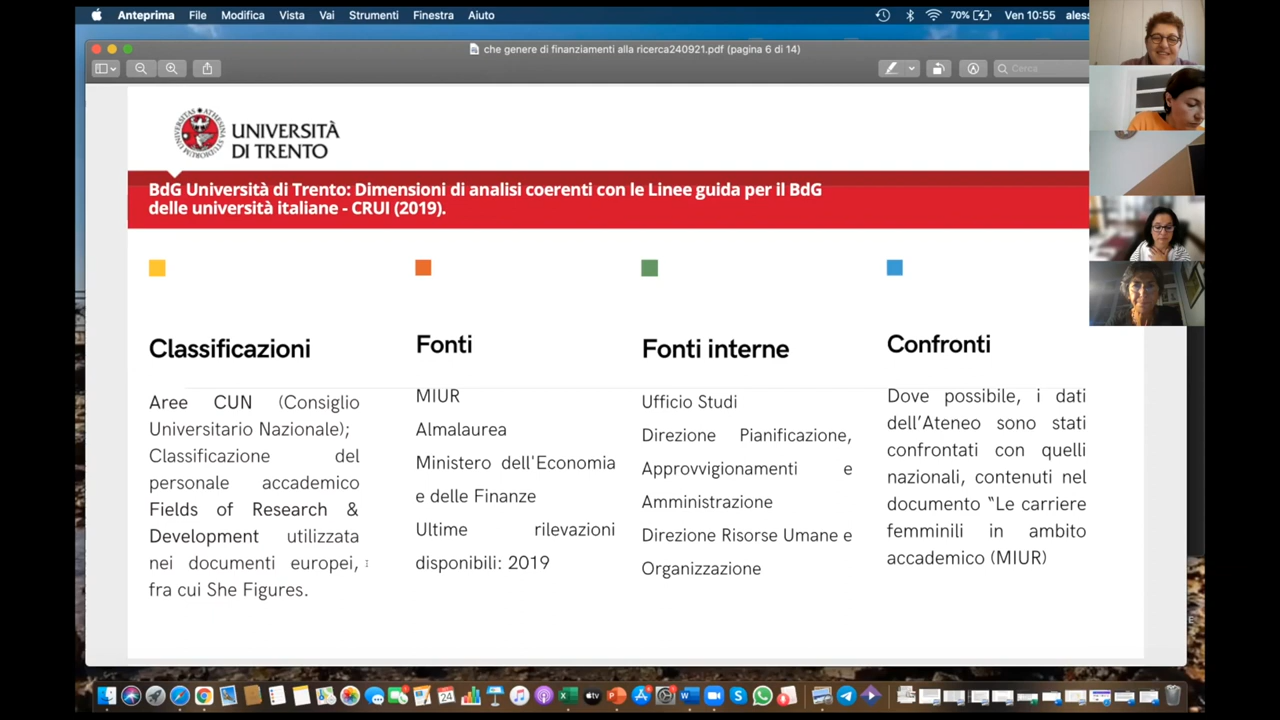 Anteprima File Modifica Vista Vai Strumenti Finestra Aiuto 70% Ven 10:55 aless
che genere di finanziamenti alla ricerca240921.pdf (pagina 6 di 14)
Cerca
UNIVERSITÀ
DI TRENTO
BdG Università di Trento: Dimensioni di analisi coerenti con le Linee guida per il BdG
delle università italiane - CRUI (2019).
Classificazioni
Aree CUN (Consiglio
Universitario Nazionale);
Classificazione del
personale accademico
Fields of Research &
Development utilizzata
nei documenti europei,
fra cui She Figures.
Fonti
MIUR
Almalaurea
Ministero dell'Economia
e delle Finanze
Ultime rilevazioni
disponibili: 2019
Fonti interne
Ufficio Studi
Direzione Pianificazione,
Approvvigionamenti e
Amministrazione
Direzione Risorse Umane e
Organizzazione
Confronti
Dove possibile, i dati
dell'Ateneo sono stati
confrontati con quelli
nazionali, contenuti nel
documento "Le carriere
femminili in ambito
accademico (MIUR)